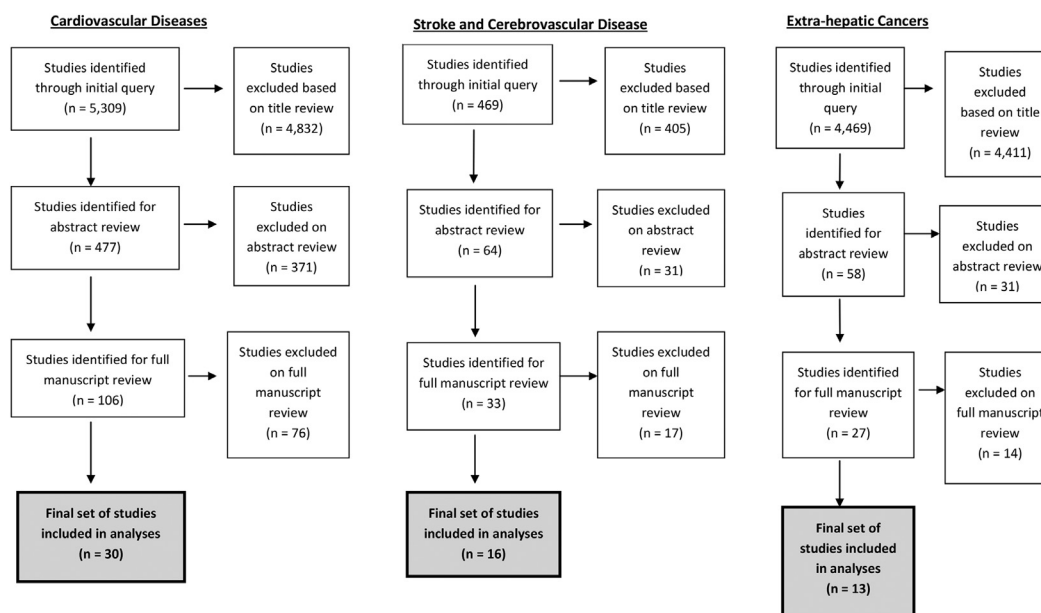 Cardiovascular Diseases
Studies identified
through initial query
(n = 5,309)
Studies
excluded based
on title review
(n = 4,832)
Studies identified for
abstract review
(n = 477)
Studies
excluded on
abstract review
(n = 371)
Studies identified for full
manuscript review
(n = 106)
Studies excluded
on full
manuscript
review
(n = 76)
Final set of studies
included in analyses
(n = 30)
Stroke and Cerebrovascular Disease
Studies identified
through initial query
(n = 469)
Studies
excluded based
on title review
(n = 405)
Studies identified for
abstract review
(n = 64)
Studies excluded
on abstract
review
(n = 31)
Studies identified for
full manuscript review
(n = 33)
Studies excluded
on full
manuscript
review
(n = 17)
Final set of studies
included in analyses
(n = 16)
Extra-hepatic Cancers
Studies identified
through initial
query
(n = 4,469)
Studies
excluded
based on title
review
(n = 4,411)
Studies
identified for
abstract review
(n = 58)
Studies
excluded on
abstract review
(n = 31)
Studies identified
for full manuscript
review
(n = 27)
Studies
excluded on
full manuscript
review
(n = 14)
Final set of
studies included
in analyses
(n = 13)